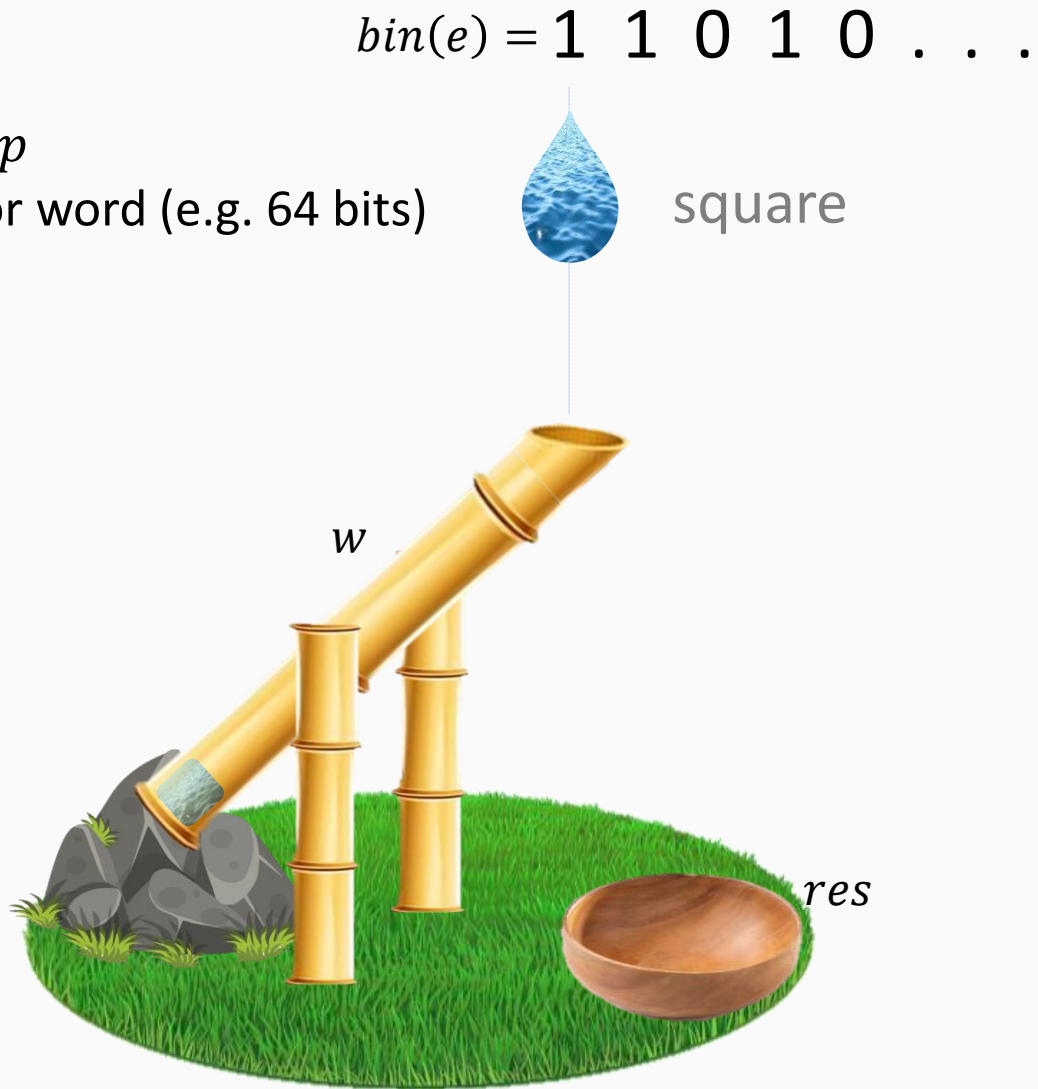 bin(e) = 1 1 0 1 0 . . .
p
or word (e.g. 64 bits)
square
w
res